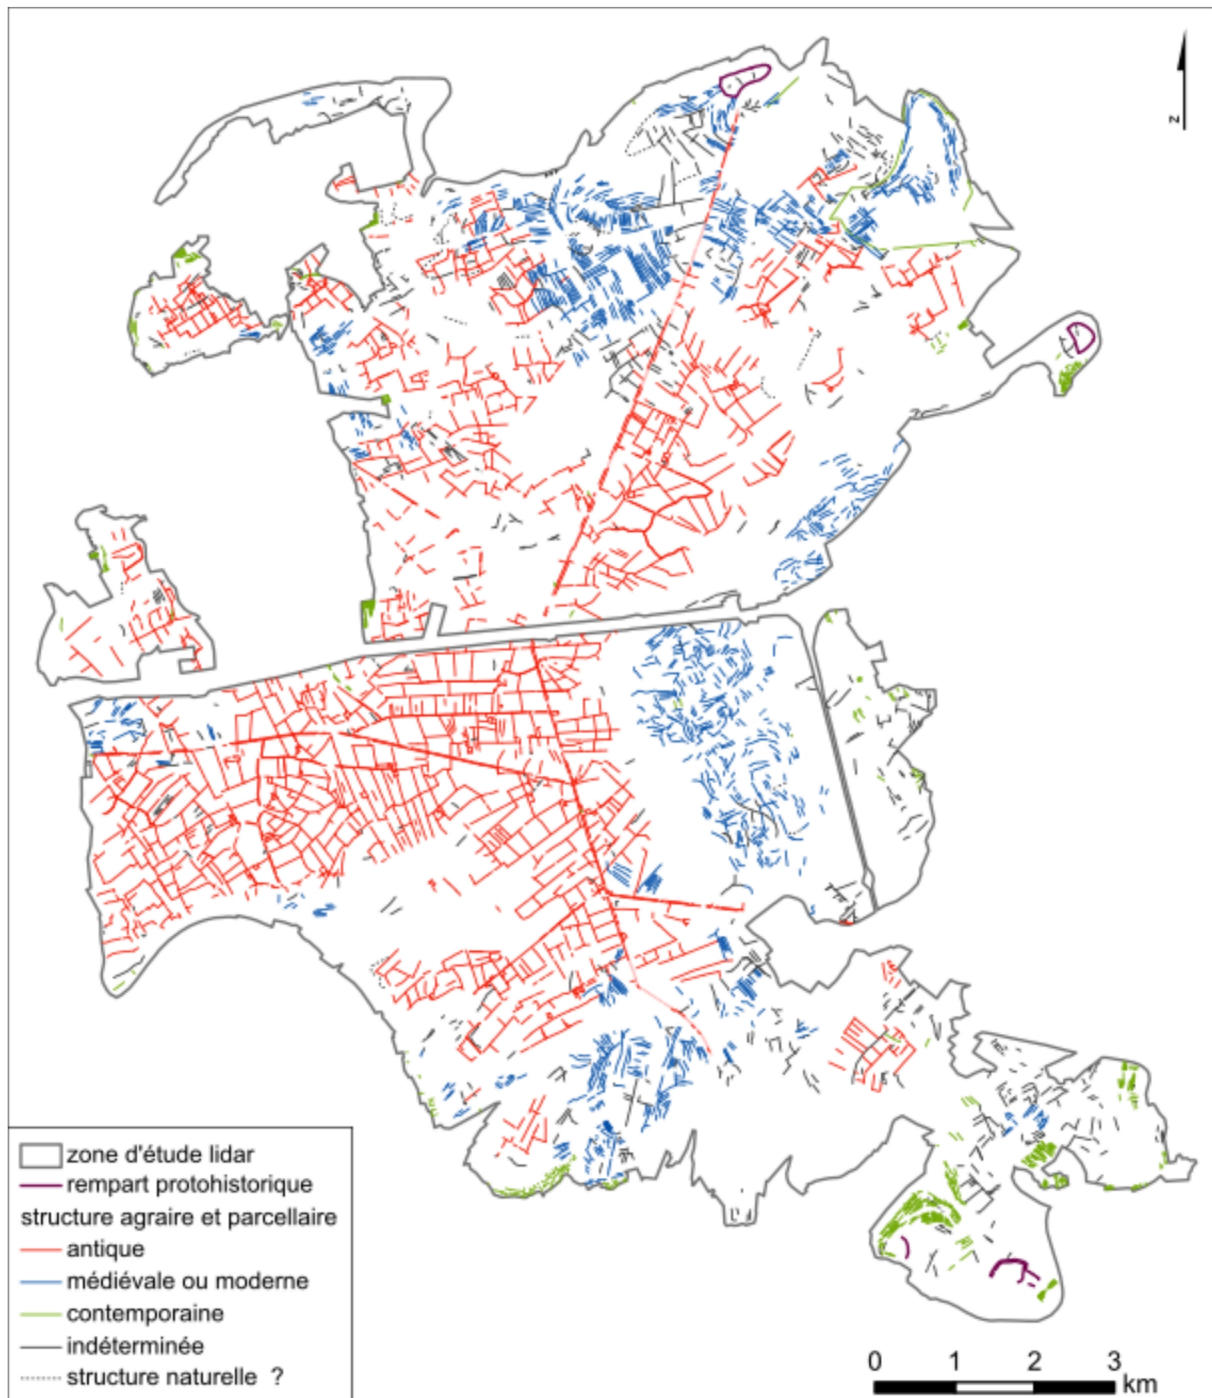 N
zone d'étude lidar
rempart protohistorique
structure agraire et parcellaire
antique
médiévale ou moderne
contemporaine
indéterminée
structure naturelle ?
0 1 2 3
km